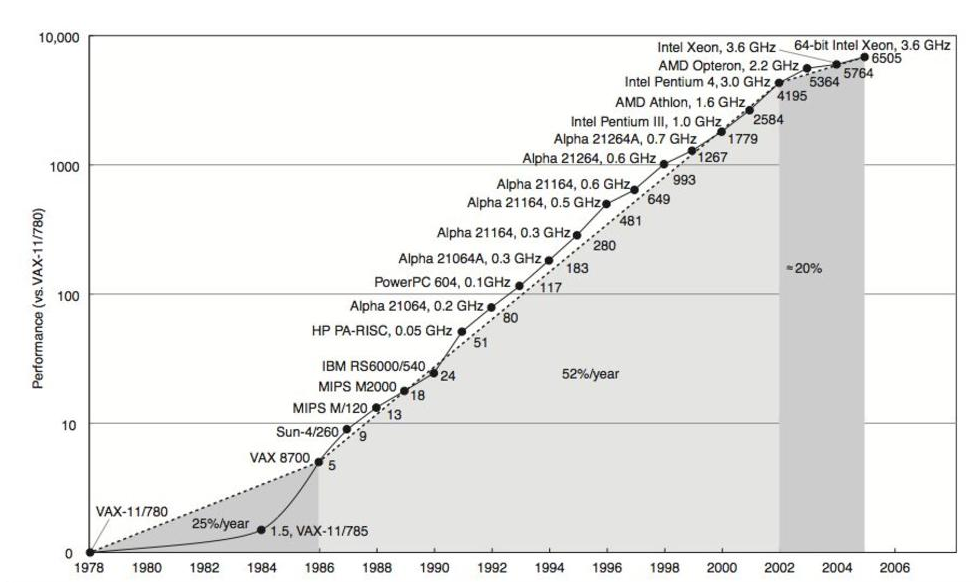 10,000
1000
100
10
0
Performance (vs. VAX-11/780)
Intel Xeon, 3.6 GHz
64-bit Intel Xeon, 3.6 GHz
6505
AMD Opteron, 2.2 GHz
5764
5364
Intel Pentium 4, 3.0 GHz
4195
AMD Athlon, 1.6 GHz
2584
Intel Pentium III, 1.0 GHz
1779
Alpha 21264A, 0.7 GHz
1267
Alpha 21264, 0.6 GHz
993
Alpha 21164, 0.6 GHz
649
Alpha 21164, 0.5 GHz
481
Alpha 21164, 0.3 GHz
280
Alpha 21064A, 0.3 GHz
183
PowerPC 604, 0.1GHz
117
Alpha 21064, 0.2 GHz
80
HP PA-RISC, 0.05 GHz
51
IBM RS6000/540
24
MIPS M2000
18
MIPS M/120
13
Sun-4/260
9
VAX 8700
5
VAX-11/780
25%/year
1.5, VAX-11/785
52%/year
≈20%
1978 1980 1982 1984 1986 1988 1990 1992 1994 1996 1998 2000 2002 2004 2006